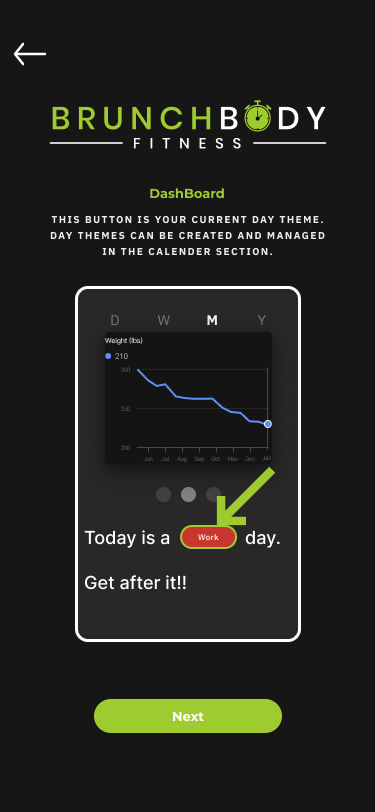 BRUNCHBODY
FITNESS
DashBoard
THIS BUTTON IS YOUR CURRENT DAY THEME.
DAY THEMES CAN BE CREATED AND MANAGED
IN THE CALENDER SECTION.
D W M Y
Weight (lbs)
210
300
250
200
Jun Jul Aug Sep Oct Nov Dec Jan
Today is a Work day.
Get after it!!
Next